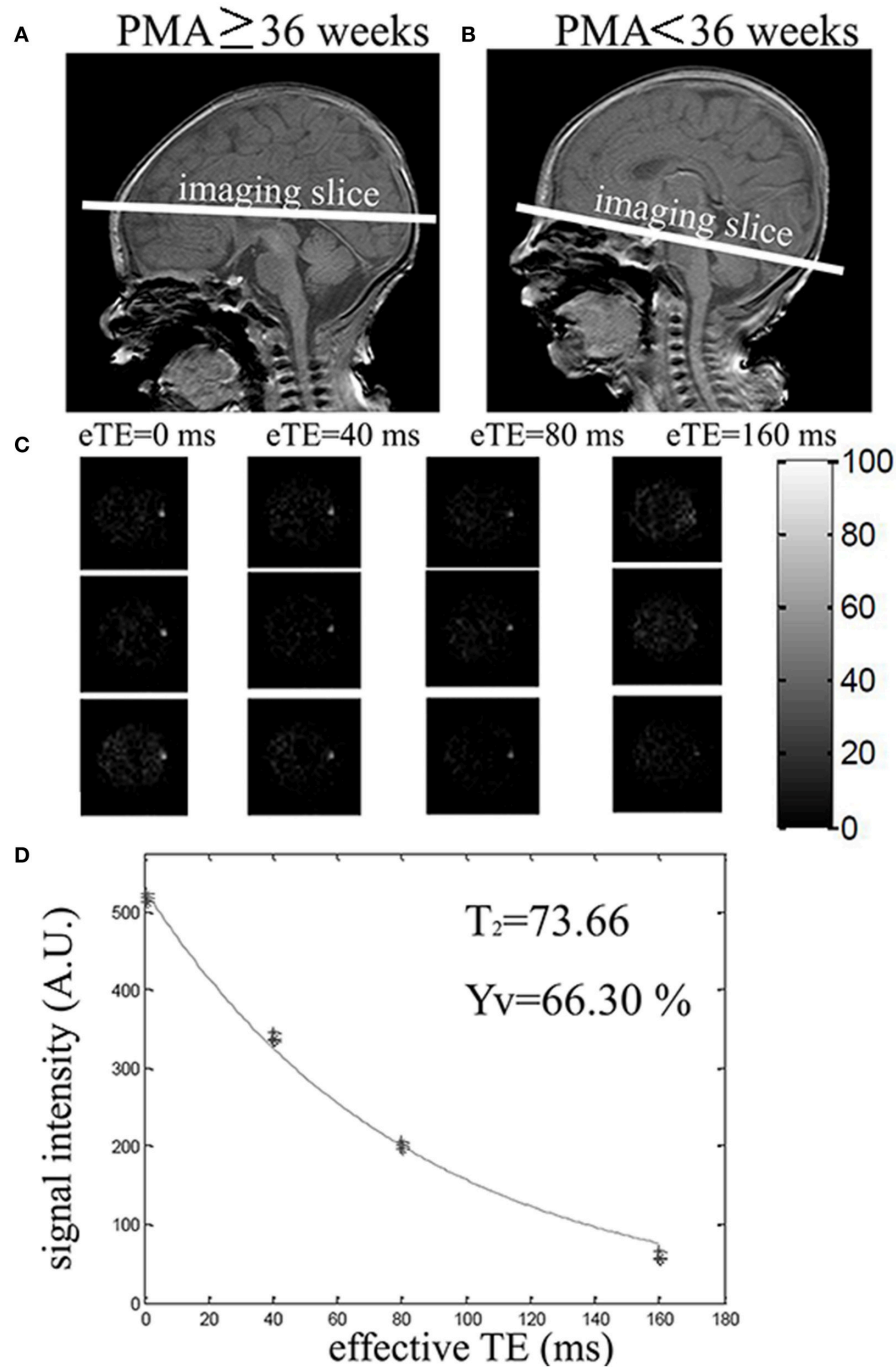 A
PMA ≥ 36 weeks
B
PMA < 36 weeks
imaging slice
imaging slice
C
eTE=0 ms
eTE=40 ms
eTE=80 ms
eTE=160 ms
100
80
60
40
20
0
D
T₂=73.66
Yv=66.30 %
signal intensity (A.U.)
500
400
300
200
100
0
0 20 40 60 80 100 120 140 160 180
effective TE (ms)